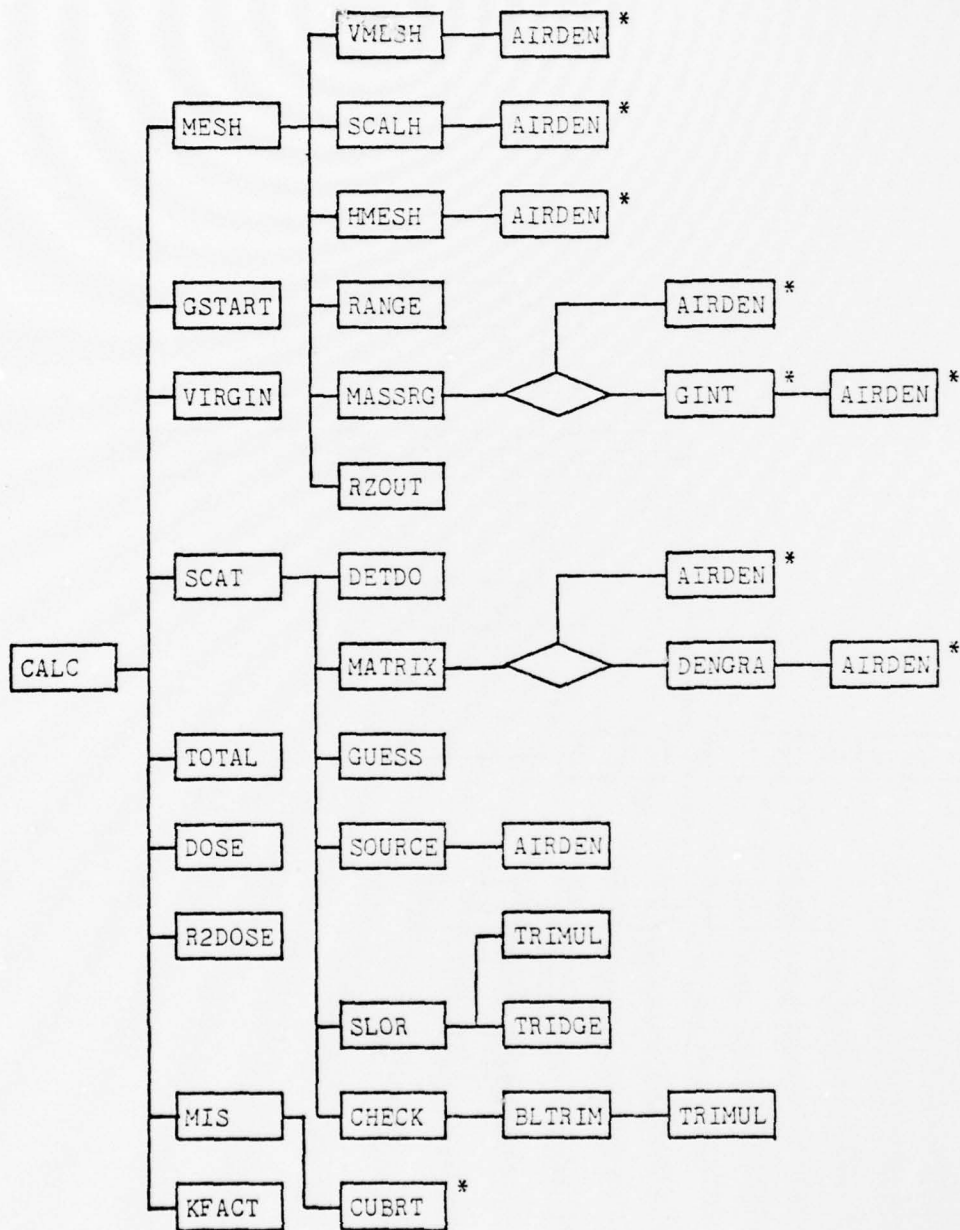 VMESH AIRDEN *
MESH SCALH AIRDEN *
HMESH AIRDEN *
GSTART RANGE AIRDEN *
VIRGIN MASSRG GINT * AIRDEN *
RZOUT
SCAT DETDO AIRDEN *
CALC MATRIX DENGRA AIRDEN *
TOTAL GUESS
DOSE SOURCE AIRDEN
R2DOSE TRIMUL
SLOR TRIDGE
MIS CHECK BLTRIM TRIMUL
KFACT CUBRT *